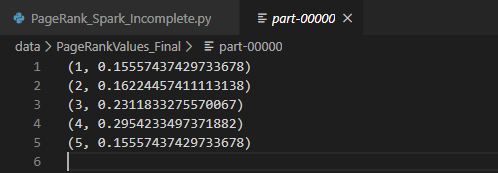 PageRank_Spark_Incomplete.py
part-00000
data > PageRankValues_Final > part-00000
1 (1, 0.15557437429733678)
2 (2, 0.16224457411113138)
3 (3, 0.2311833275570067)
4 (4, 0.2954233497371882)
5 (5, 0.15557437429733678)
6